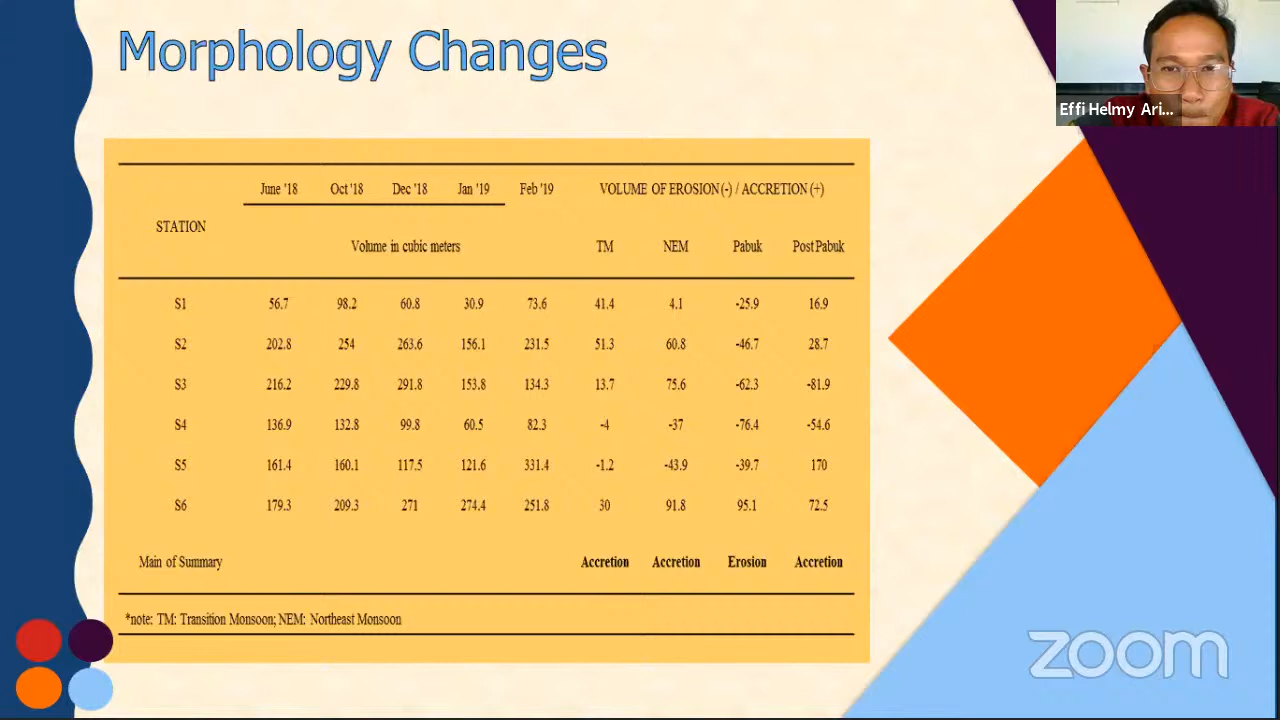 Morphology Changes
Effi Helmy Ari...
June '18 Oct '18 Dec '18 Jan '19 Feb '19 VOLUME OF EROSION (-) / ACCRETION (+)
STATION
Volume in cubic meters TM NEM Pabuk Post Pabuk
S1 56.7 98.2 60.8 30.9 73.6 41.4 4.1 -25.9 16.9
S2 202.8 254 263.6 156.1 231.5 51.3 60.8 -46.7 28.7
S3 216.2 229.8 291.8 153.8 134.3 13.7 75.6 -62.3 -81.9
S4 136.9 132.8 99.8 60.5 82.3 -4 -37 -76.4 -54.6
S5 161.4 160.1 117.5 121.6 331.4 -1.2 -43.9 -39.7 170
S6 179.3 209.3 271 274.4 251.8 30 91.8 95.1 72.5
Main of Summary Accretion Accretion Erosion Accretion
*note: TM: Transition Monsoon; NEM: Northeast Monsoon
zoom